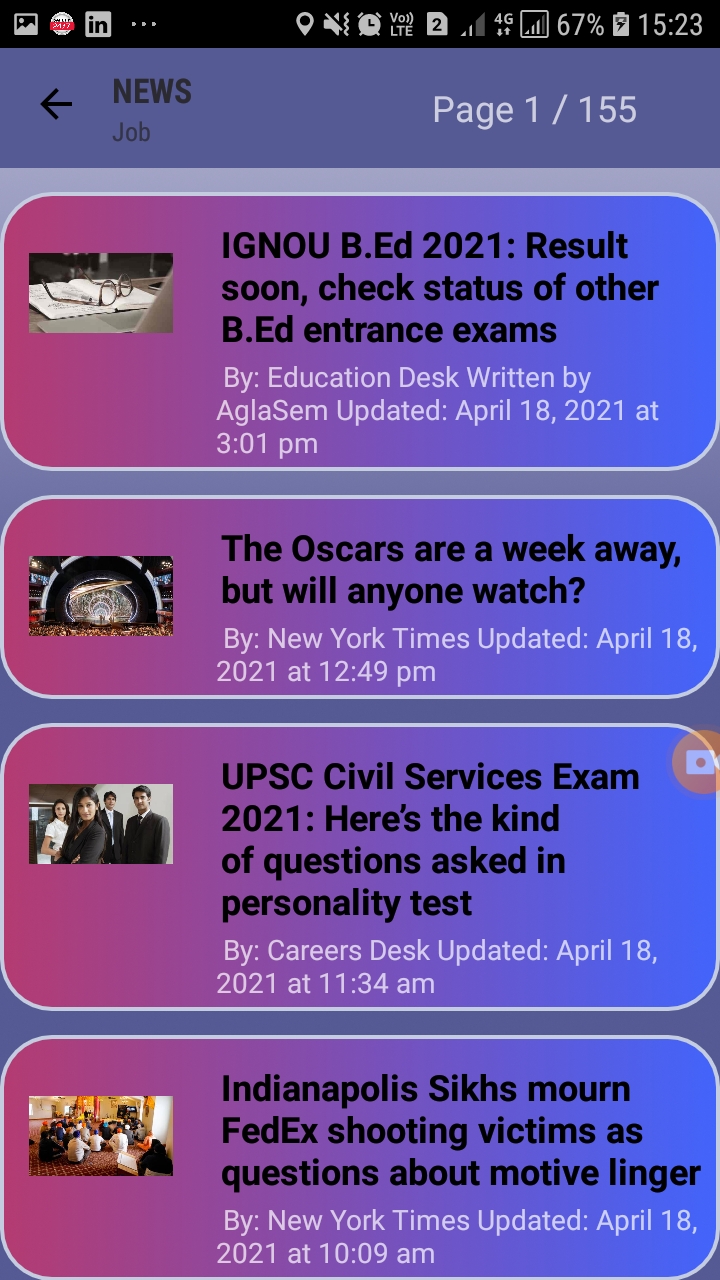 Vo)) 4G
LTE 2 67% 15:23
NEWS
Job
Page 1 / 155
IGNOU B.Ed 2021: Result
soon, check status of other
B.Ed entrance exams
By: Education Desk Written by
AglaSem Updated: April 18, 2021 at
3:01 pm
The Oscars are a week away,
but will anyone watch?
By: New York Times Updated: April 18,
2021 at 12:49 pm
UPSC Civil Services Exam
2021: Here’s the kind
of questions asked in
personality test
By: Careers Desk Updated: April 18,
2021 at 11:34 am
Indianapolis Sikhs mourn
FedEx shooting victims as
questions about motive linger
By: New York Times Updated: April 18,
2021 at 10:09 am